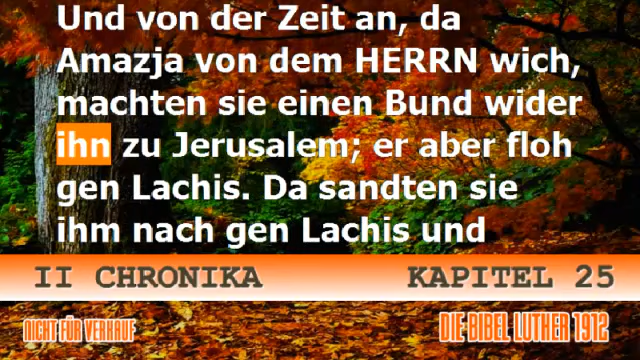 Und von der Zeit an, da
Amazja von dem HERRN wich,
machten sie einen Bund wider
ihn zu Jerusalem; er aber floh
gen Lachis. Da sandten sie
ihm nach gen Lachis und
II CHRONIKA KAPITEL 25
NICHT FÜR VERKAUF DIE BIBEL LUTHER 1912